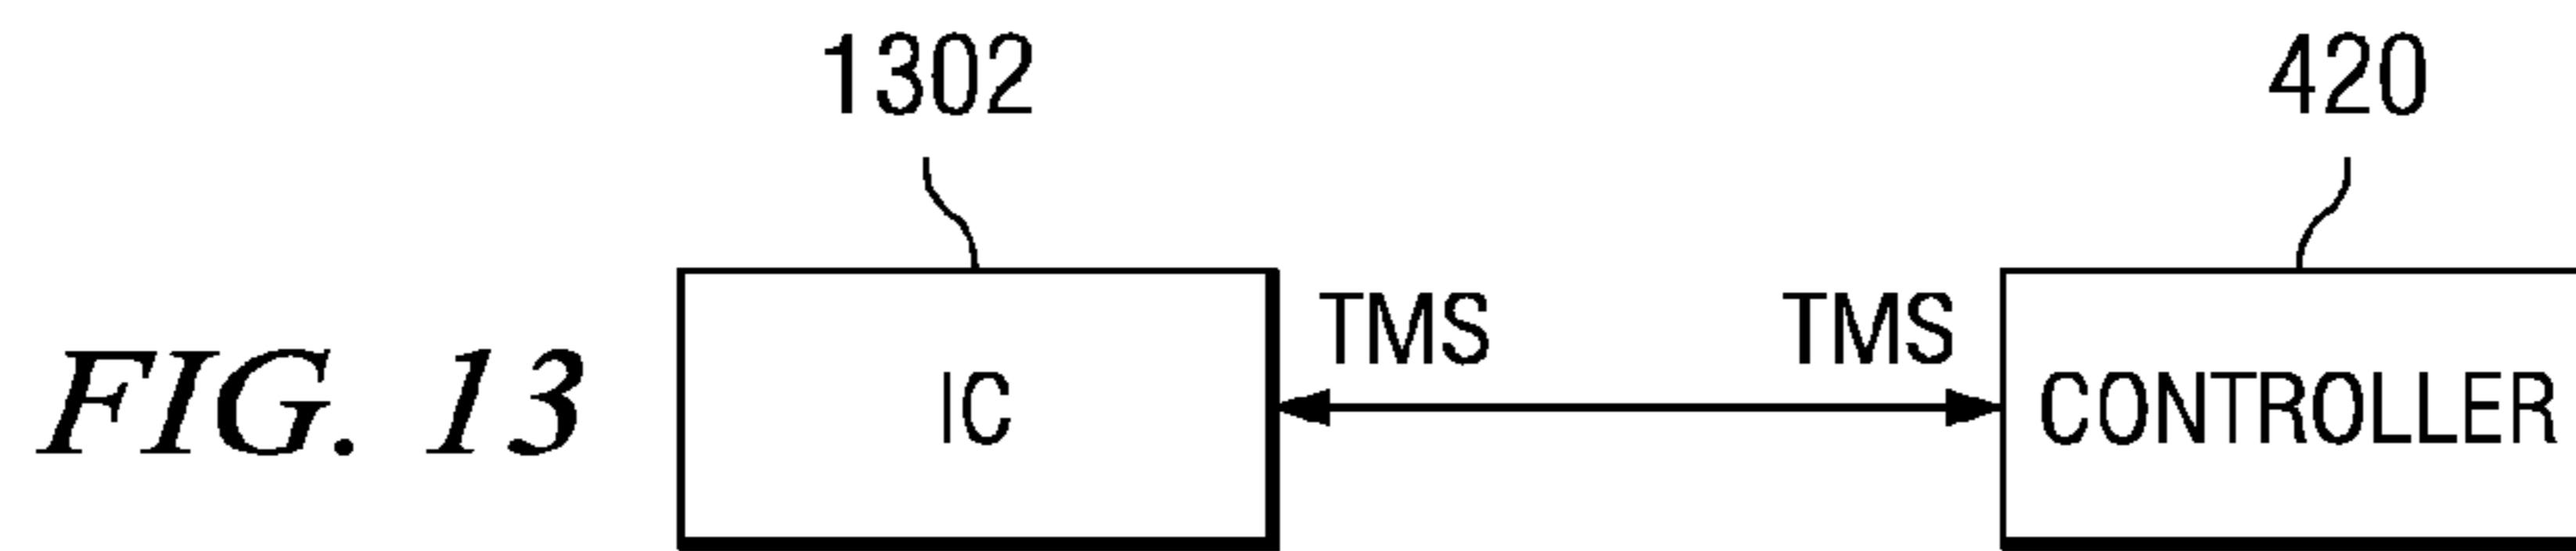 1302
420
TMS
TMS
FIG. 13
IC
CONTROLLER